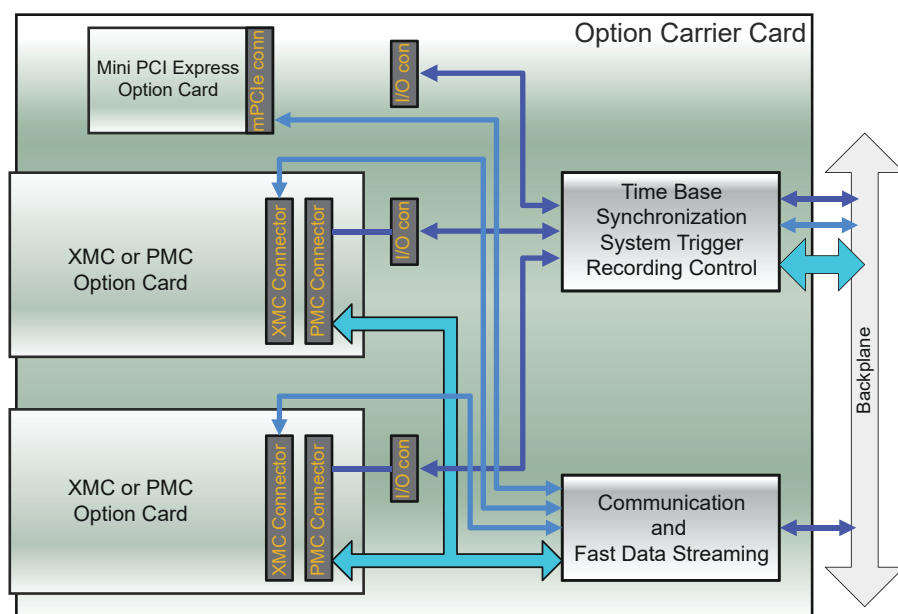 Option Carrier Card
Mini PCI Express
Option Card
mPCIe conn
I/O con
XMC or PMC
Option Card
XMC Connector
PMC Connector
I/O con
Time Base
Synchronization
System Trigger
Recording Control
Backplane
XMC or PMC
Option Card
XMC Connector
PMC Connector
I/O con
Communication
and
Fast Data Streaming